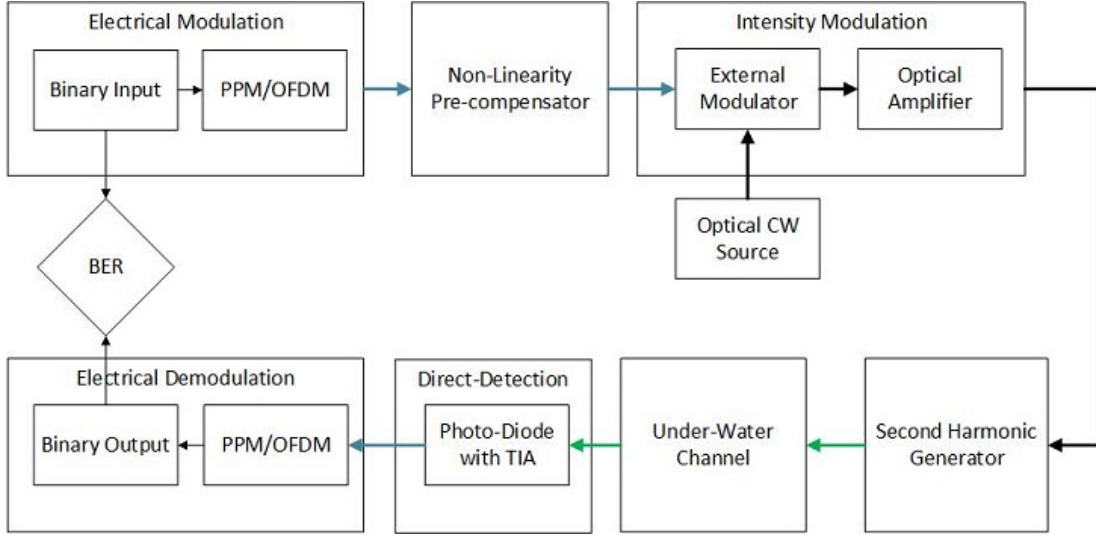 Electrical Modulation
Binary Input
PPM/OFDM
Non-Linearity
Pre-compensator
Intensity Modulation
External
Modulator
Optical
Amplifier
Optical CW
Source
BER
Electrical Demodulation
Binary Output
PPM/OFDM
Direct-Detection
Photo-Diode
with TIA
Under-Water
Channel
Second Harmonic
Generator